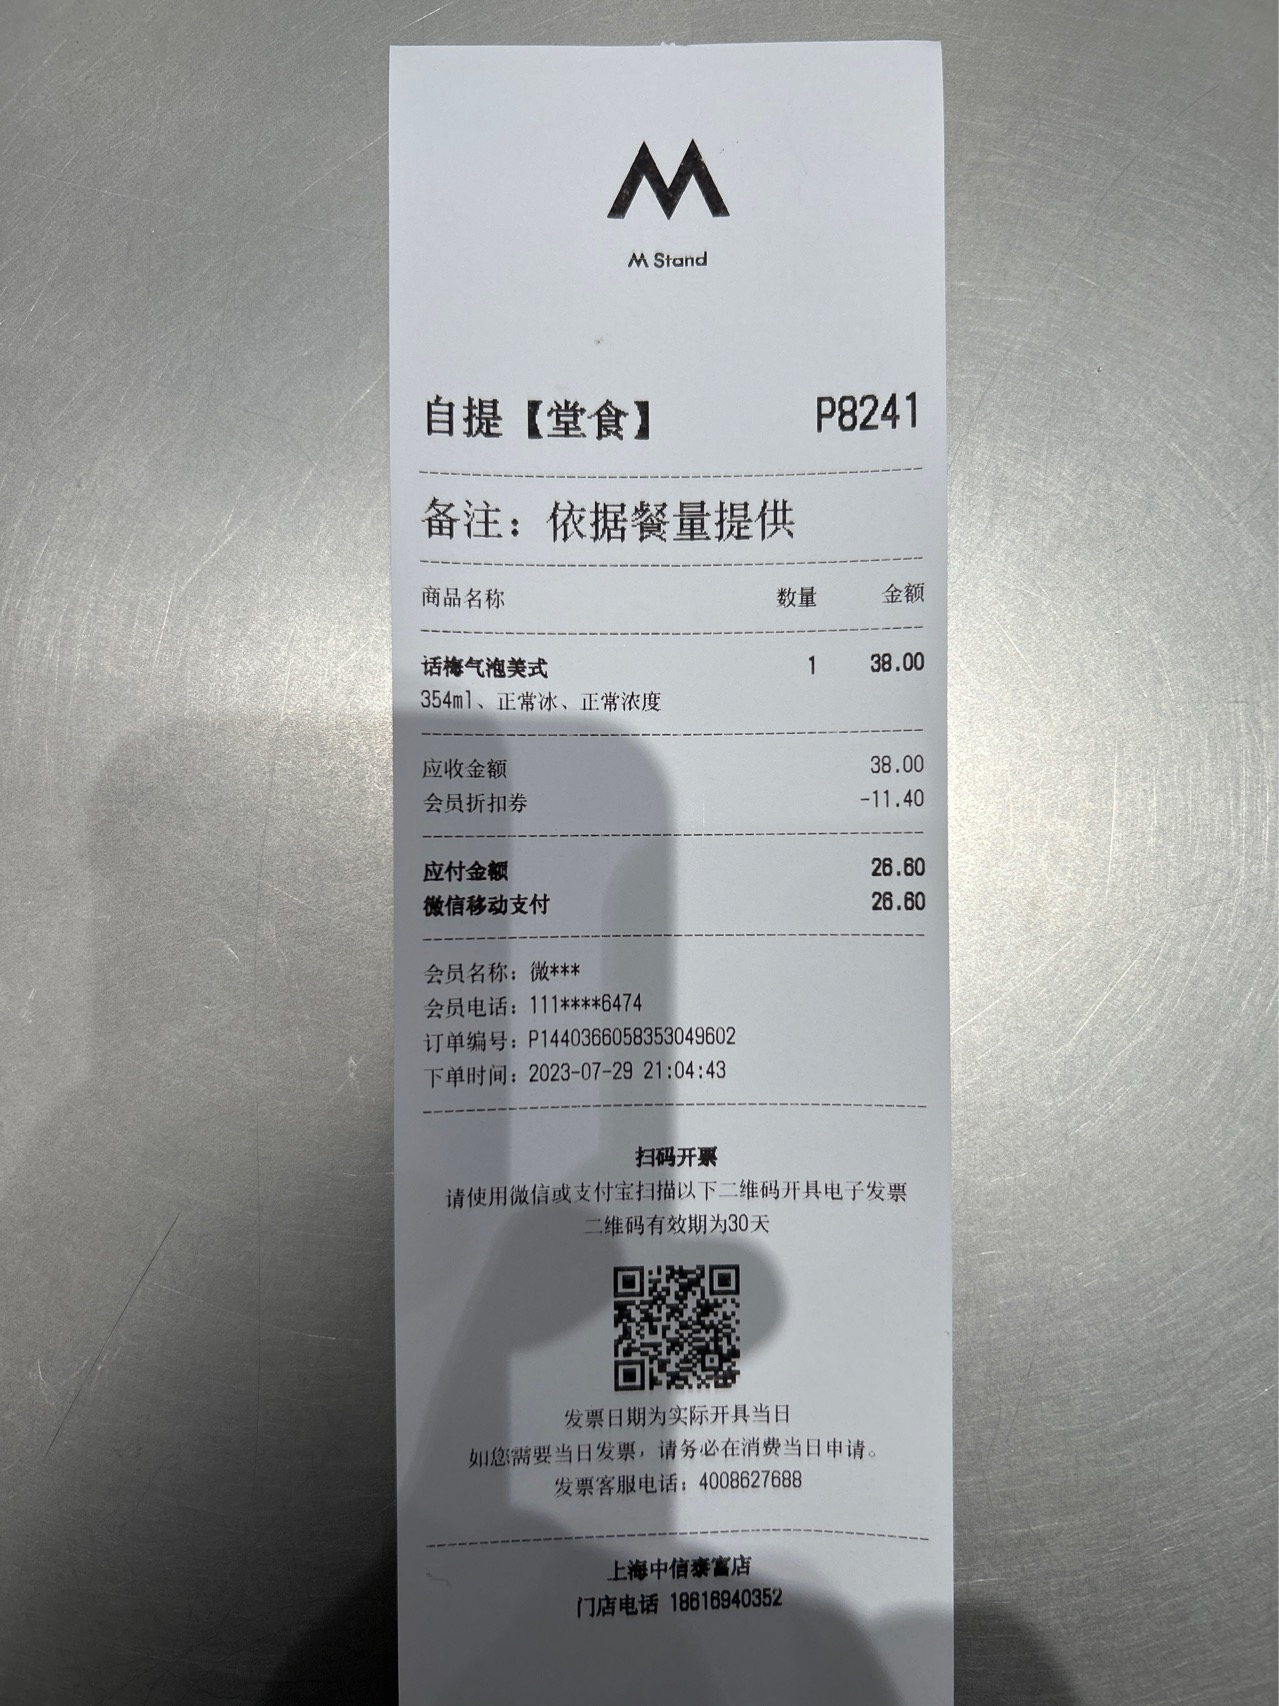 M Stand
自提【堂食】 P8241
备注：依据餐量提供
商品名称 数量 金额
话梅气泡美式 1 38.00
354ml、正常冰、正常浓度
应收金额 38.00
会员折扣券 -11.40
应付金额 26.60
微信移动支付 26.60
会员名称：微***
会员电话：111****6474
订单编号：P1440366058353049602
下单时间：2023-07-29 21:04:43
扫码开票
请使用微信或支付宝扫描以下二维码开具电子发票
二维码有效期为30天
发票日期为实际开具当日
如您需要当日发票，请务必在消费当日申请。
发票客服电话：4008627688
上海中信泰富店
门店电话 18616940352